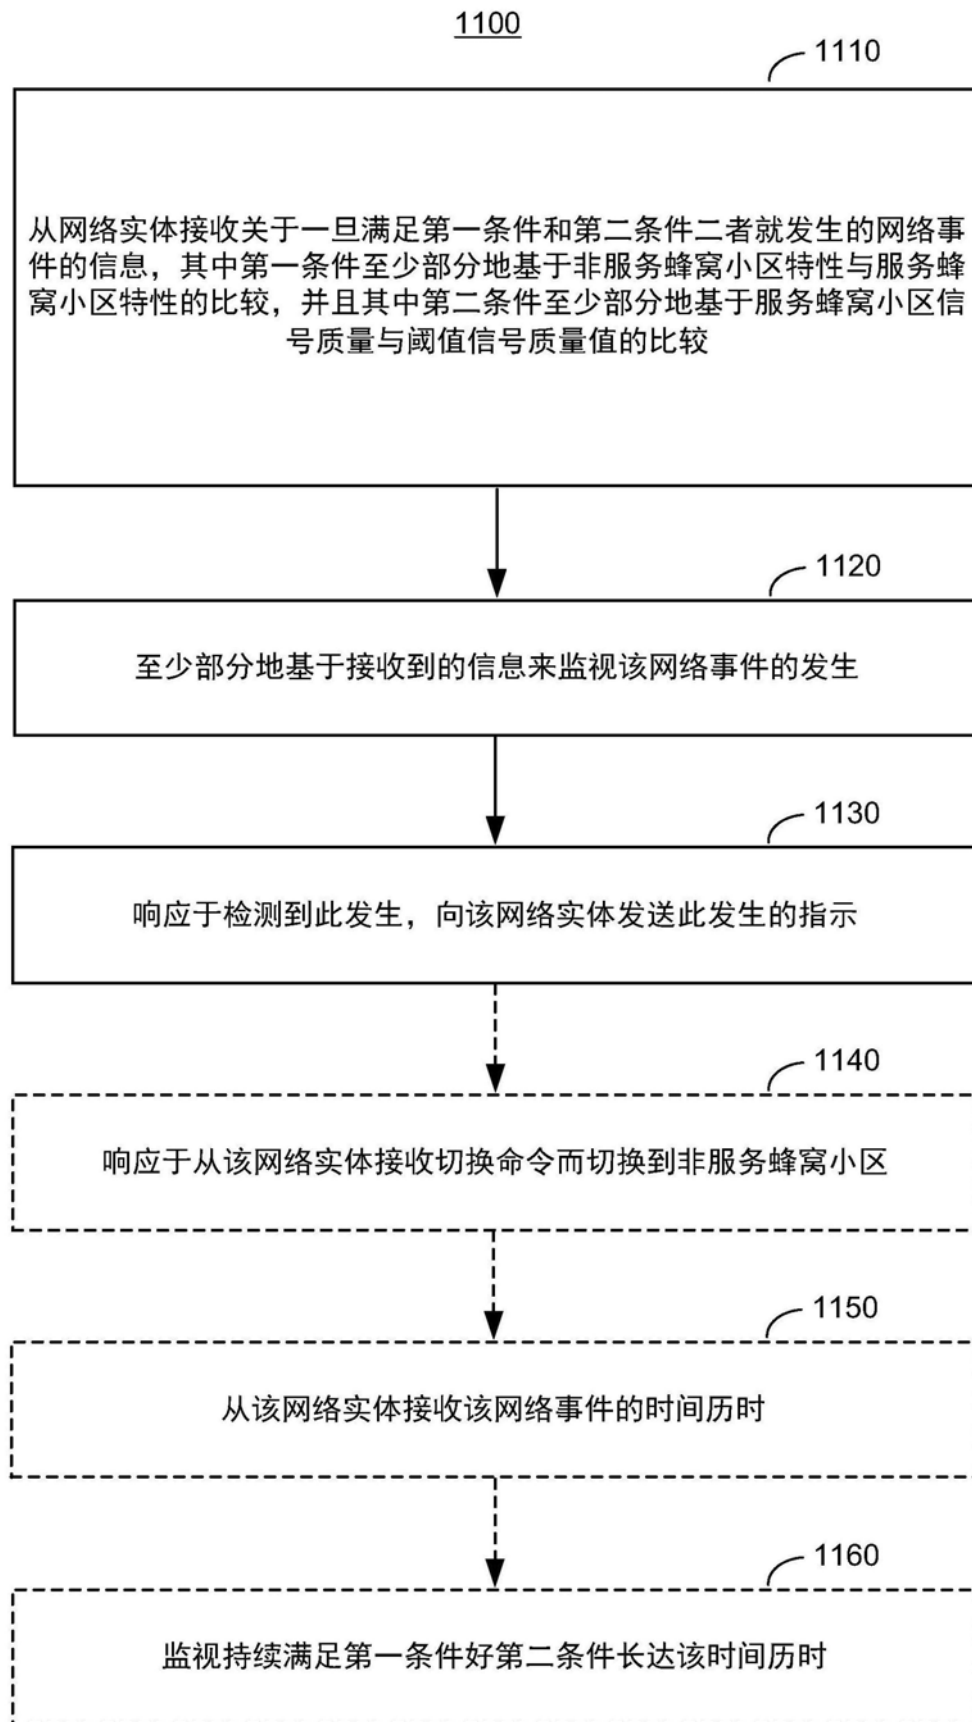 1100
1110
从网络实体接收关于一旦满足第一条件和第二条件二者就发生的网络事
件的信息，其中第一条件至少部分地基于非服务蜂窝小区特性与服务蜂
窝小区特性的比较，并且其中第二条件至少部分地基于服务蜂窝小区信
号质量与阈值信号质量值的比较
1120
至少部分地基于接收到的信息来监视该网络事件的发生
1130
响应于检测到此发生，向该网络实体发送此发生的指示
1140
响应于从该网络实体接收切换命令而切换到非服务蜂窝小区
1150
从该网络实体接收该网络事件的时间历时
1160
监视持续满足第一条件好第二条件长达该时间历时